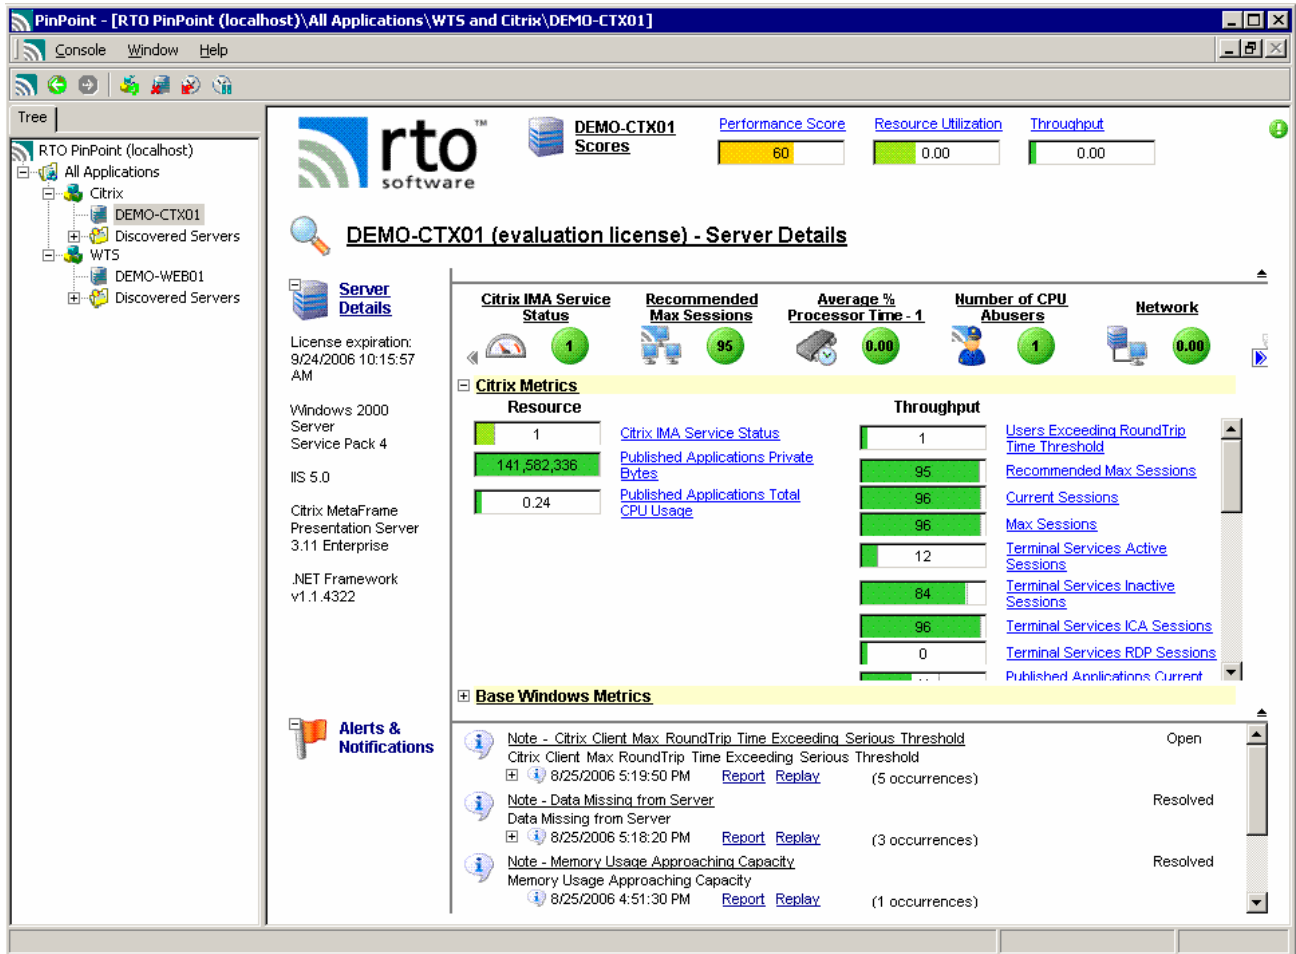 PinPoint - [RTO PinPoint (localhost)\All Applications\WTS and Citrix\DEMO-CTX01]
Console Window Help
Tree
RTO PinPoint (localhost)
All Applications
Citrix
DEMO-CTX01
Discovered Servers
WTS
DEMO-WEB01
Discovered Servers
rto™
software
DEMO-CTX01
Scores
Performance Score
60
Resource Utilization
0.00
Throughput
0.00
DEMO-CTX01 (evaluation license) - Server Details
Server
Details
License expiration:
9/24/2006 10:15:57
AM
Windows 2000
Server
Service Pack 4
IIS 5.0
Citrix MetaFrame
Presentation Server
3.11 Enterprise
.NET Framework
v1.1.4322
Citrix IMA Service
Status
1
Recommended
Max Sessions
95
Average %
Processor Time - 1
0.00
Number of CPU
Abusers
1
Network
0.00
Citrix Metrics
Resource
1 Citrix IMA Service Status
141,582,336 Published Applications Private
Bytes
0.24 Published Applications Total
CPU Usage
Throughput
1 Users Exceeding RoundTrip
Time Threshold
95 Recommended Max Sessions
96 Current Sessions
96 Max Sessions
12 Terminal Services Active
Sessions
84 Terminal Services Inactive
Sessions
96 Terminal Services ICA Sessions
0 Terminal Services RDP Sessions
Published Applications Current
Base Windows Metrics
Alerts &
Notifications
Note - Citrix Client Max RoundTrip Time Exceeding Serious Threshold Open
Citrix Client Max RoundTrip Time Exceeding Serious Threshold
8/25/2006 5:19:50 PM Report Replay (5 occurrences)
Note - Data Missing from Server Resolved
Data Missing from Server
8/25/2006 5:18:20 PM Report Replay (3 occurrences)
Note - Memory Usage Approaching Capacity Resolved
Memory Usage Approaching Capacity
8/25/2006 4:51:30 PM Report Replay (1 occurrences)